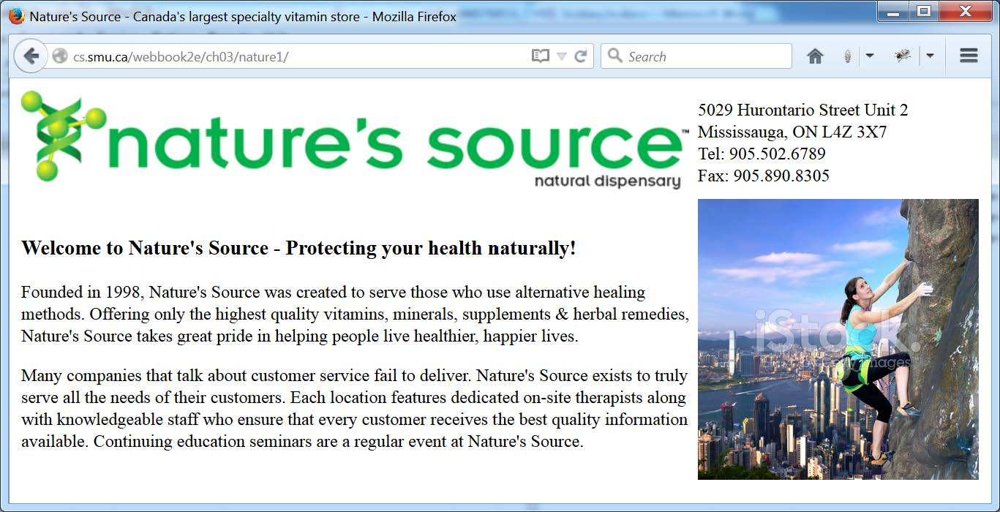 Nature's Source - Canada's largest specialty vitamin store - Mozilla Firefox
cs.smu.ca/webbook2e/ch03/nature1/
Search
nature's source™
natural dispensary
5029 Hurontario Street Unit 2
Mississauga, ON L4Z 3X7
Tel: 905.502.6789
Fax: 905.890.8305
Welcome to Nature's Source - Protecting your health naturally!
Founded in 1998, Nature's Source was created to serve those who use alternative healing
methods. Offering only the highest quality vitamins, minerals, supplements & herbal remedies,
Nature's Source takes great pride in helping people live healthier, happier lives.
Many companies that talk about customer service fail to deliver. Nature's Source exists to truly
serve all the needs of their customers. Each location features dedicated on-site therapists along
with knowledgeable staff who ensure that every customer receives the best quality information
available. Continuing education seminars are a regular event at Nature's Source.
iStock.